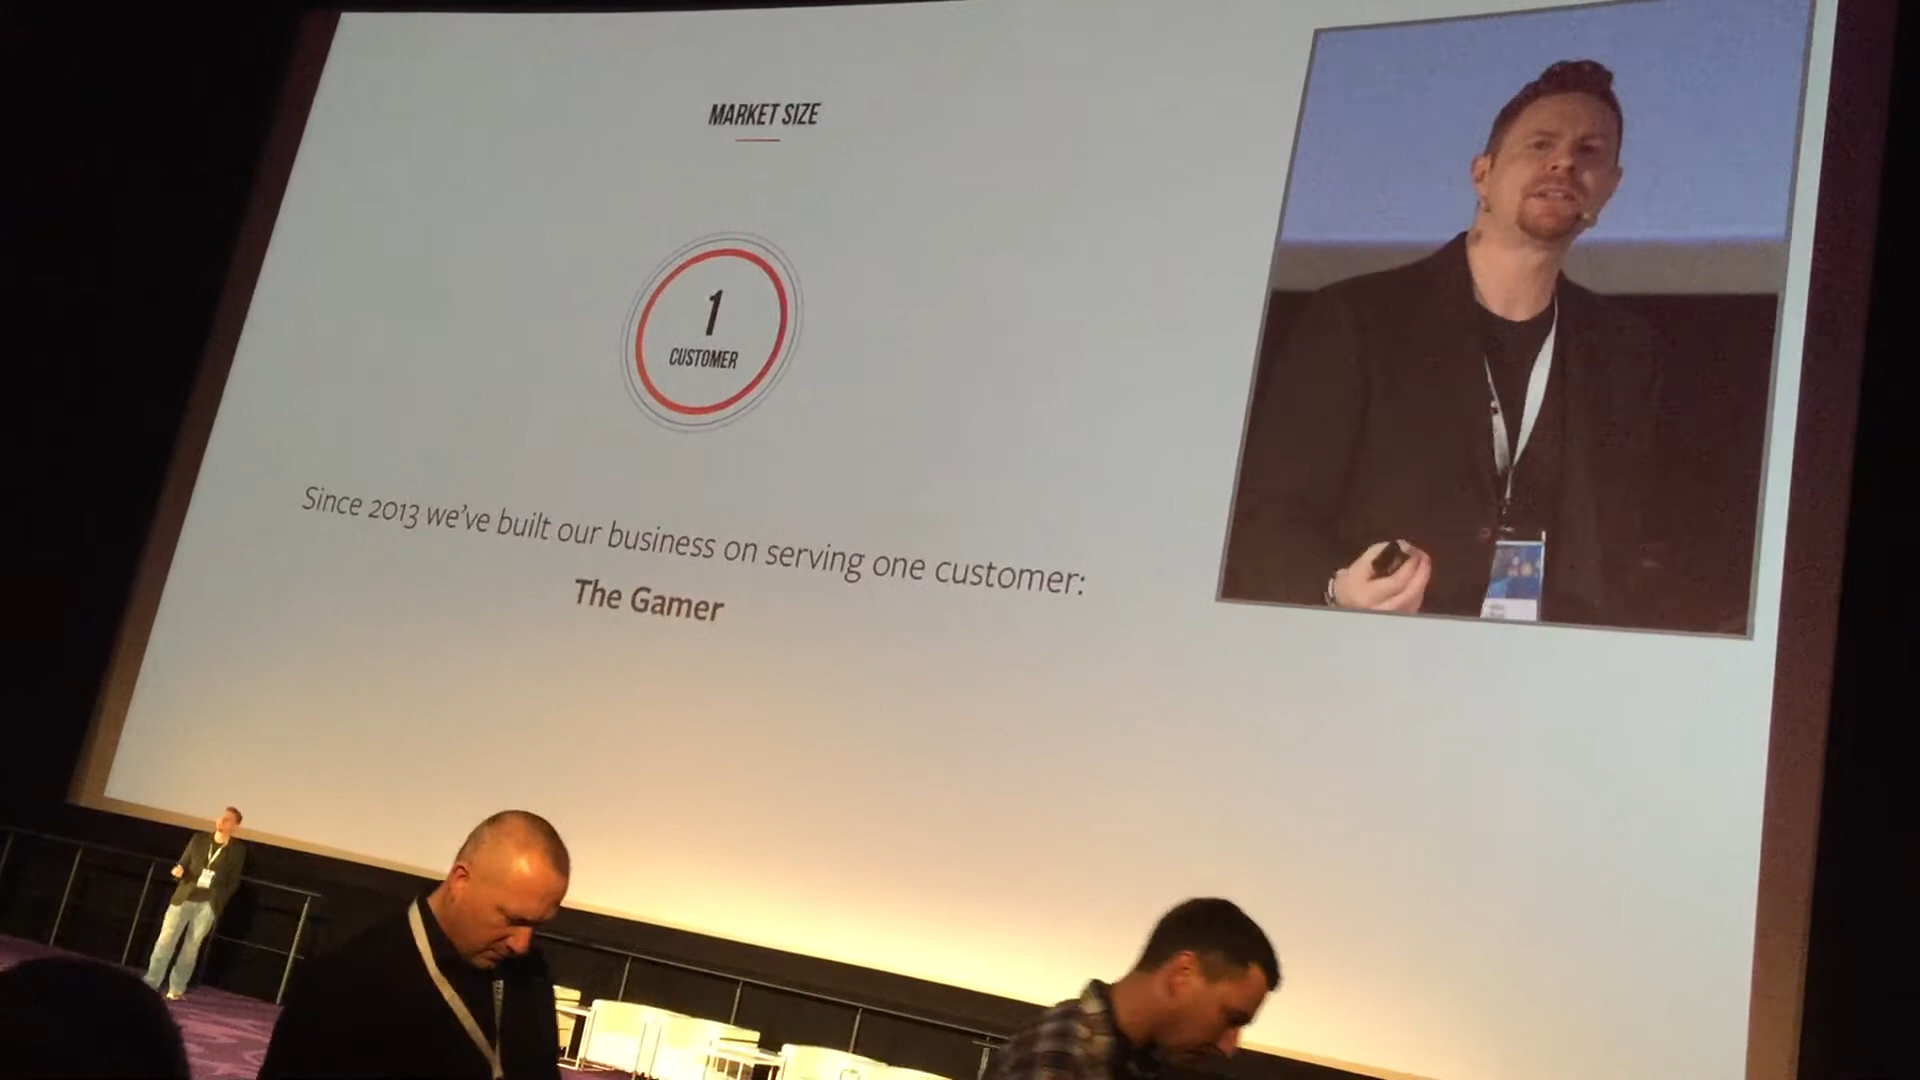 MARKET SIZE
1
CUSTOMER
Since 2013 we've built our business on serving one customer:
The Gamer